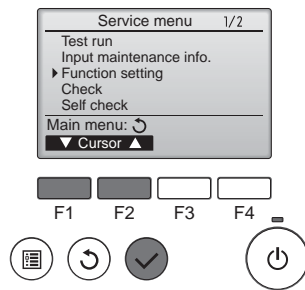 Service menu 1/2
Test run
Input maintenance info.
Function setting
Check
Self check
Main menu:
Cursor
F1 F2 F3 F4